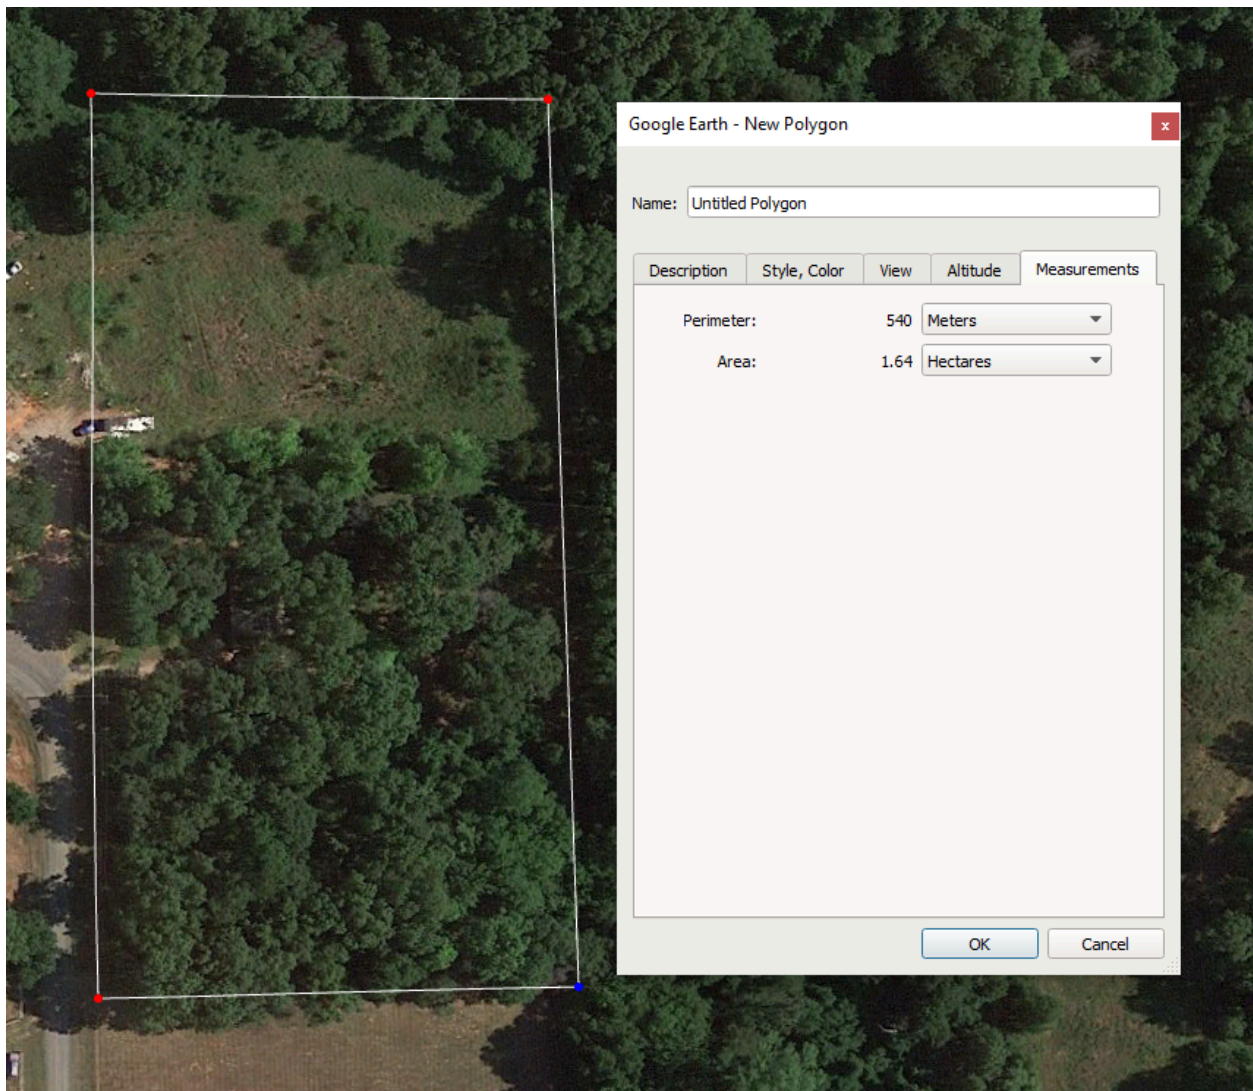 Google Earth - New Polygon
x
Name: Untitled Polygon
Description Style, Color View Altitude Measurements
Perimeter: 540 Meters
Area: 1.64 Hectares
OK Cancel